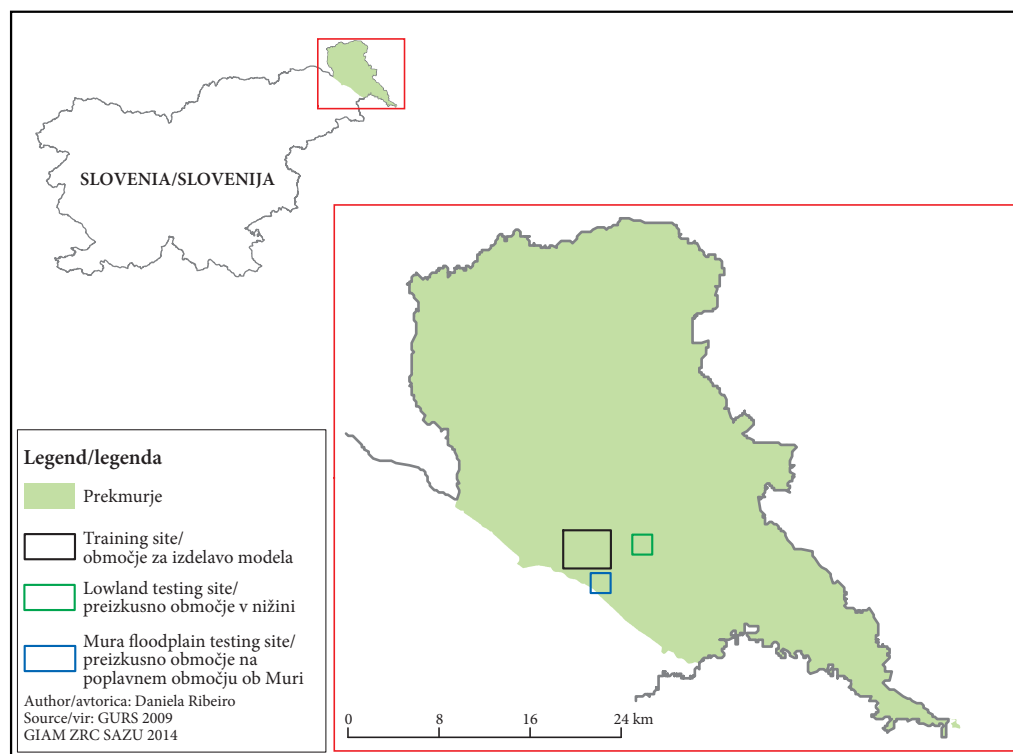 SLOVENIA/SLOVENIJA
Legend/legenda
Prekmurje
Training site/
območje za izdelavo modela
Lowland testing site/
preizkusno območje v nižini
Mura floodplain testing site/
preizkusno območje na
poplavnem območju ob Muri
Author/avtorica: Daniela Ribeiro
Source/vir: GURS 2009
GIAM ZRC SAZU 2014
0 8 16 24 km